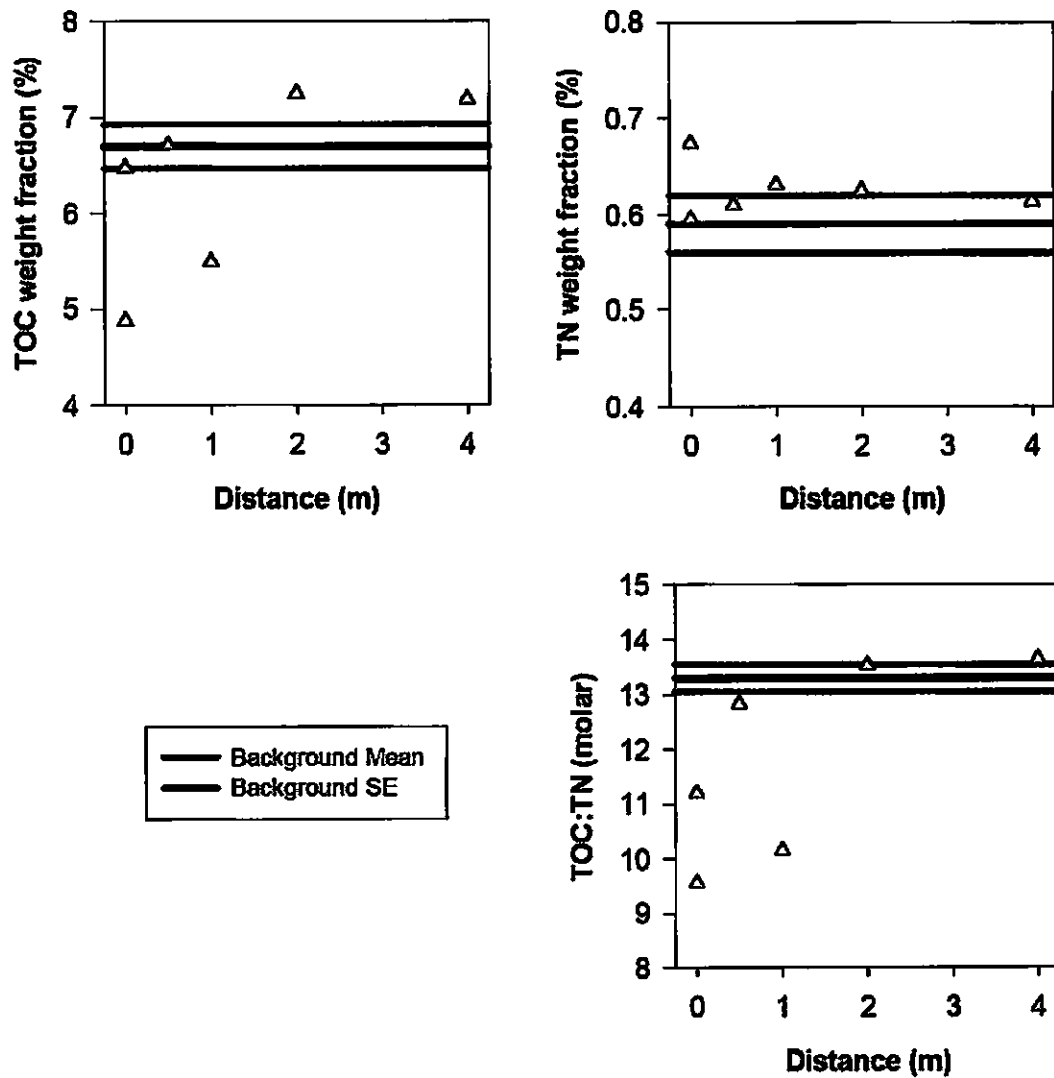 TOC weight fraction (%)
8
7
6
5
4
0 1 2 3 4
Distance (m)
TN weight fraction (%)
0.8
0.7
0.6
0.5
0.4
0 1 2 3 4
Distance (m)
Background Mean
Background SE
TOC:TN (molar)
15
14
13
12
11
10
9
8
0 1 2 3 4
Distance (m)